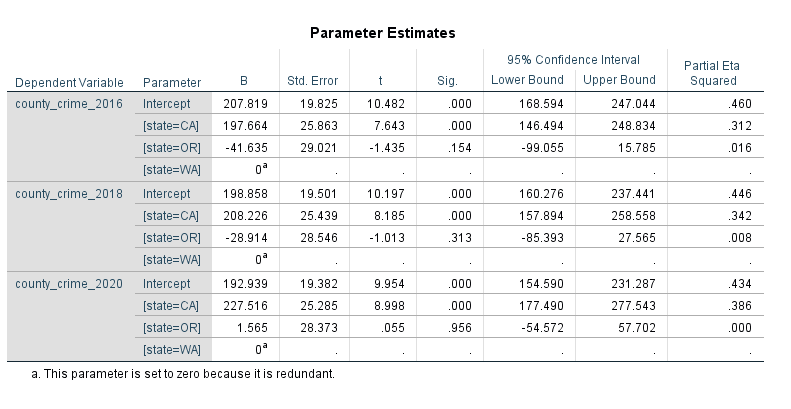 Parameter Estimates
95% Confidence Interval
Dependent Variable Parameter B Std. Error t Sig. Lower Bound Upper Bound Partial Eta Squared
county_crime_2016 Intercept 207.819 19.825 10.482 .000 168.594 247.044 .460
[state=CA] 197.664 25.863 7.643 .000 146.494 248.834 .312
[state=OR] -41.635 29.021 -1.435 .154 -99.055 15.785 .016
[state=WA] 0a . . . . . .
county_crime_2018 Intercept 198.858 19.501 10.197 .000 160.276 237.441 .446
[state=CA] 208.226 25.439 8.185 .000 157.894 258.558 .342
[state=OR] -28.914 28.546 -1.013 .313 -85.393 27.565 .008
[state=WA] 0a . . . . . .
county_crime_2020 Intercept 192.939 19.382 9.954 .000 154.590 231.287 .434
[state=CA] 227.516 25.285 8.998 .000 177.490 277.543 .386
[state=OR] 1.565 28.373 .055 .956 -54.572 57.702 .000
[state=WA] 0a . . . . . .
a. This parameter is set to zero because it is redundant.